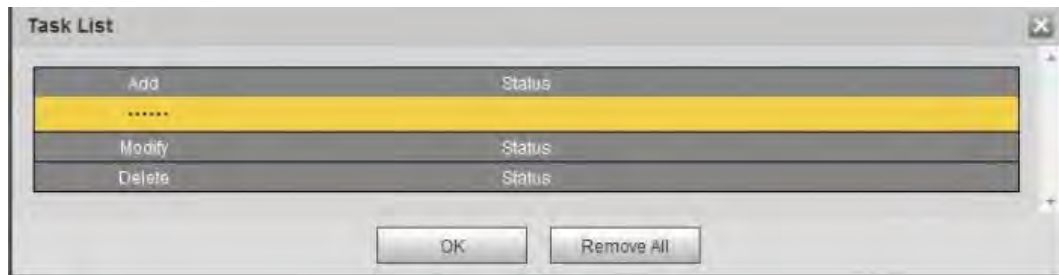 Task List
Add Status
......
Modify Status
Delete Status
OK Remove All